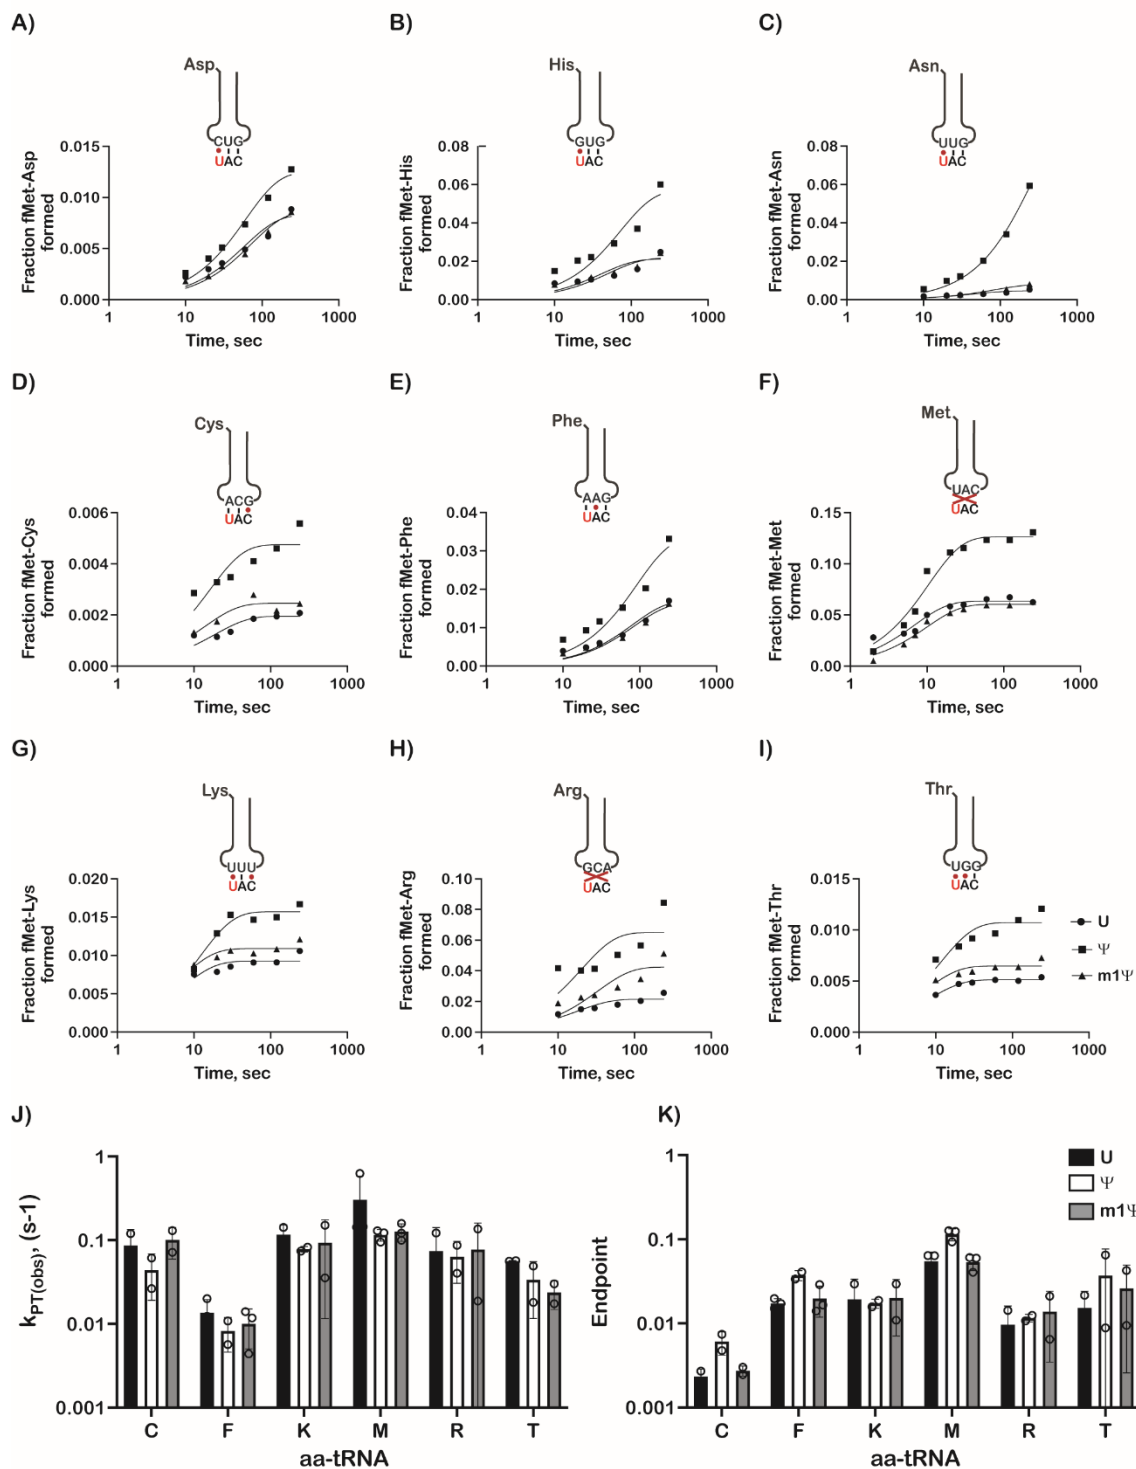 A)
Asp
CUG
UAC
Fraction fMet-Asp
formed
0.015
0.010
0.005
0.000
1 10 100 1000
Time, sec
B)
His
GUG
UAC
Fraction fMet-His
formed
0.08
0.06
0.04
0.02
0.00
1 10 100 1000
Time, sec
C)
Asn
UUG
UAC
Fraction fMet-Asn
formed
0.08
0.06
0.04
0.02
0.00
1 10 100 1000
Time, sec
D)
Cys
ACG
UAC
Fraction fMet-Cys
formed
0.006
0.004
0.002
0.000
1 10 100 1000
Time, sec
E)
Phe
AAG
UAC
Fraction fMet-Phe
formed
0.04
0.03
0.02
0.01
0.00
1 10 100 1000
Time, sec
F)
Met
UAC
UAC
Fraction fMet-Met
formed
0.15
0.10
0.05
0.00
1 10 100 1000
Time, sec
G)
Lys
UUU
UAC
Fraction fMet-Lys
formed
0.020
0.015
0.010
0.005
0.000
1 10 100 1000
Time, sec
H)
Arg
GCA
UAC
Fraction fMet-Arg
formed
0.10
0.08
0.06
0.04
0.02
0.00
1 10 100 1000
Time, sec
I)
Thr
UGG
UAC
Fraction fMet-Thr
formed
0.015
0.010
0.005
0.000
1 10 100 1000
Time, sec
U
Ψ
m1Ψ
J)
kPT(obs), (s-1)
1
0.1
0.01
0.001
C F K M R T
aa-tRNA
K)
Endpoint
1
0.1
0.01
0.001
C F K M R T
aa-tRNA
U
Ψ
m1Ψ